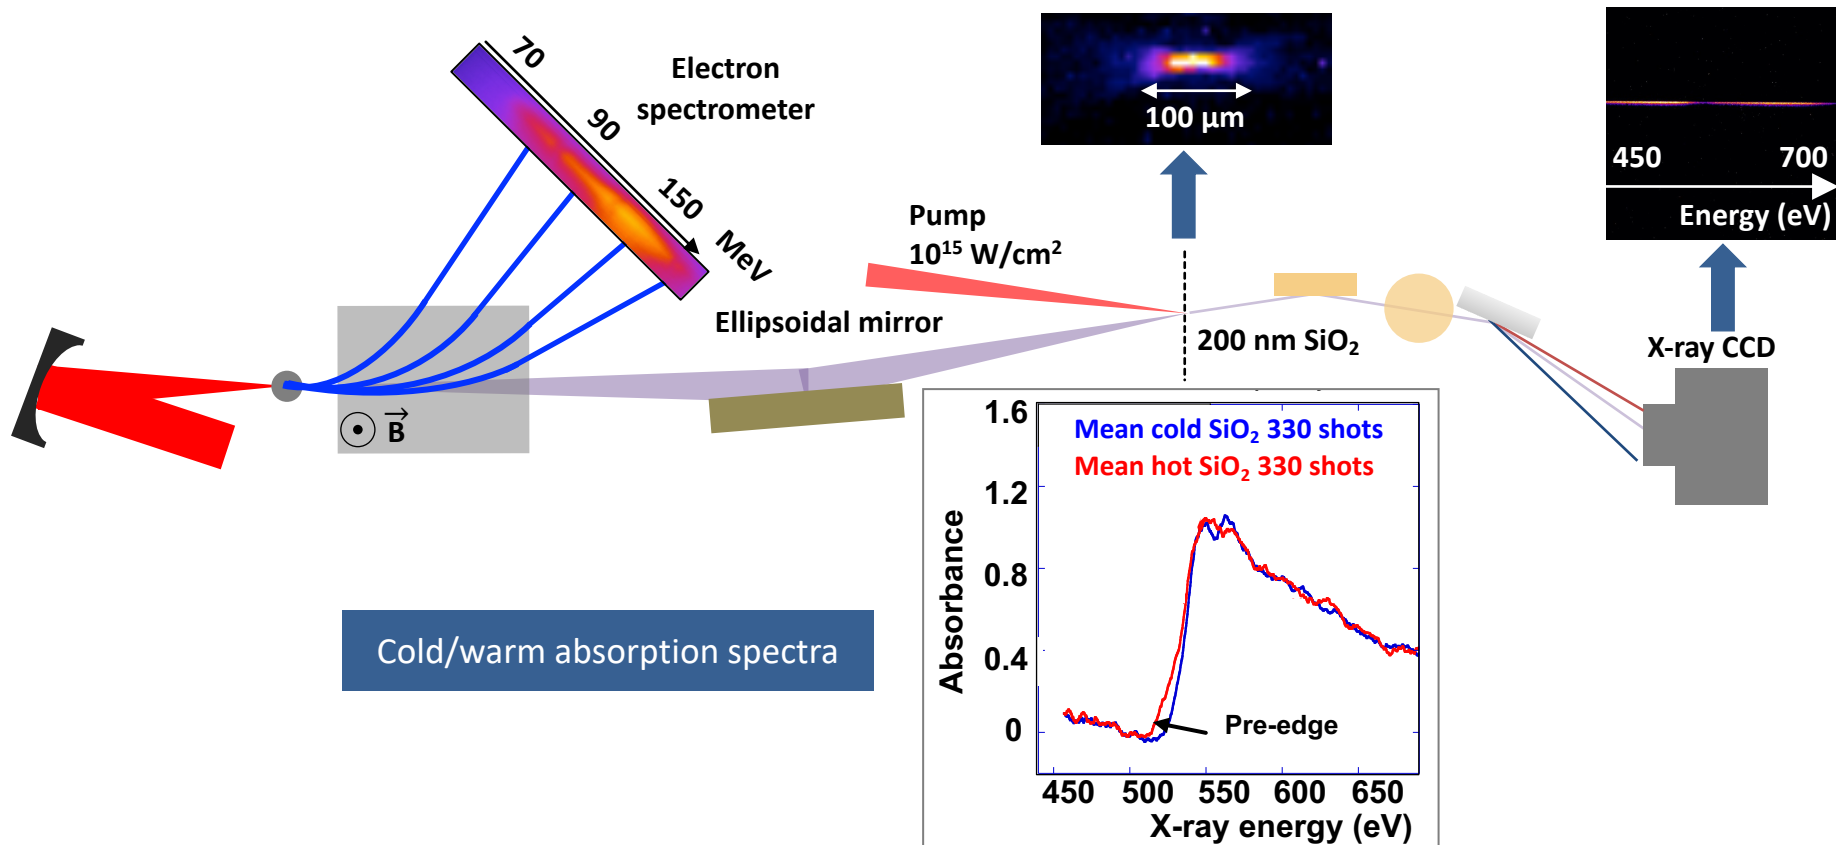 70
90
150
MeV
Electron
spectrometer
100 µm
450 700
Energy (eV)
Pump
10¹⁵ W/cm²
Ellipsoidal mirror
200 nm SiO₂
X-ray CCD
B
Cold/warm absorption spectra
Mean cold SiO₂ 330 shots
Mean hot SiO₂ 330 shots
Absorbance
1.6
1.2
0.8
0.4
0
Pre-edge
450 500 550 600 650
X-ray energy (eV)